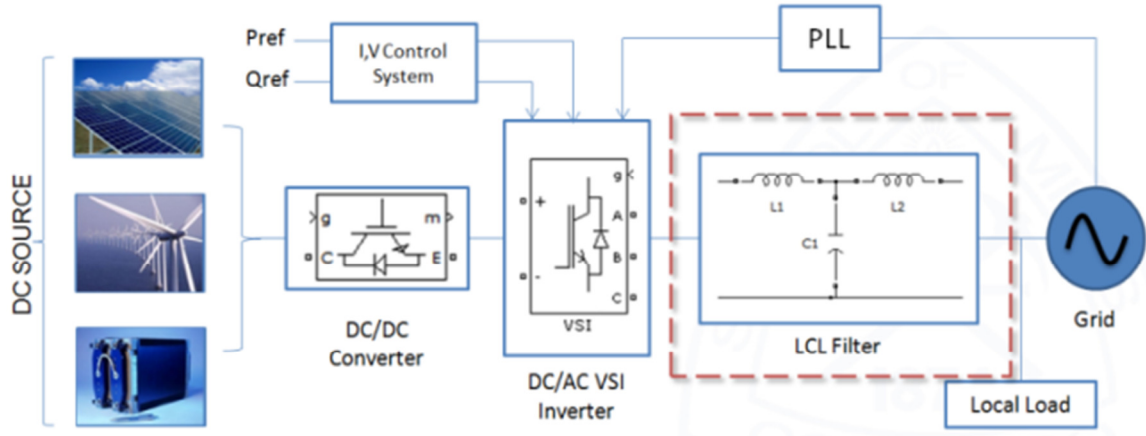 DC SOURCE
Pref
Qref
I,V Control
System
PLL
g
m
C
E
DC/DC
Converter
+
-
g
A
B
C
VSI
DC/AC VSI
Inverter
L1
L2
C1
LCL Filter
Grid
Local Load